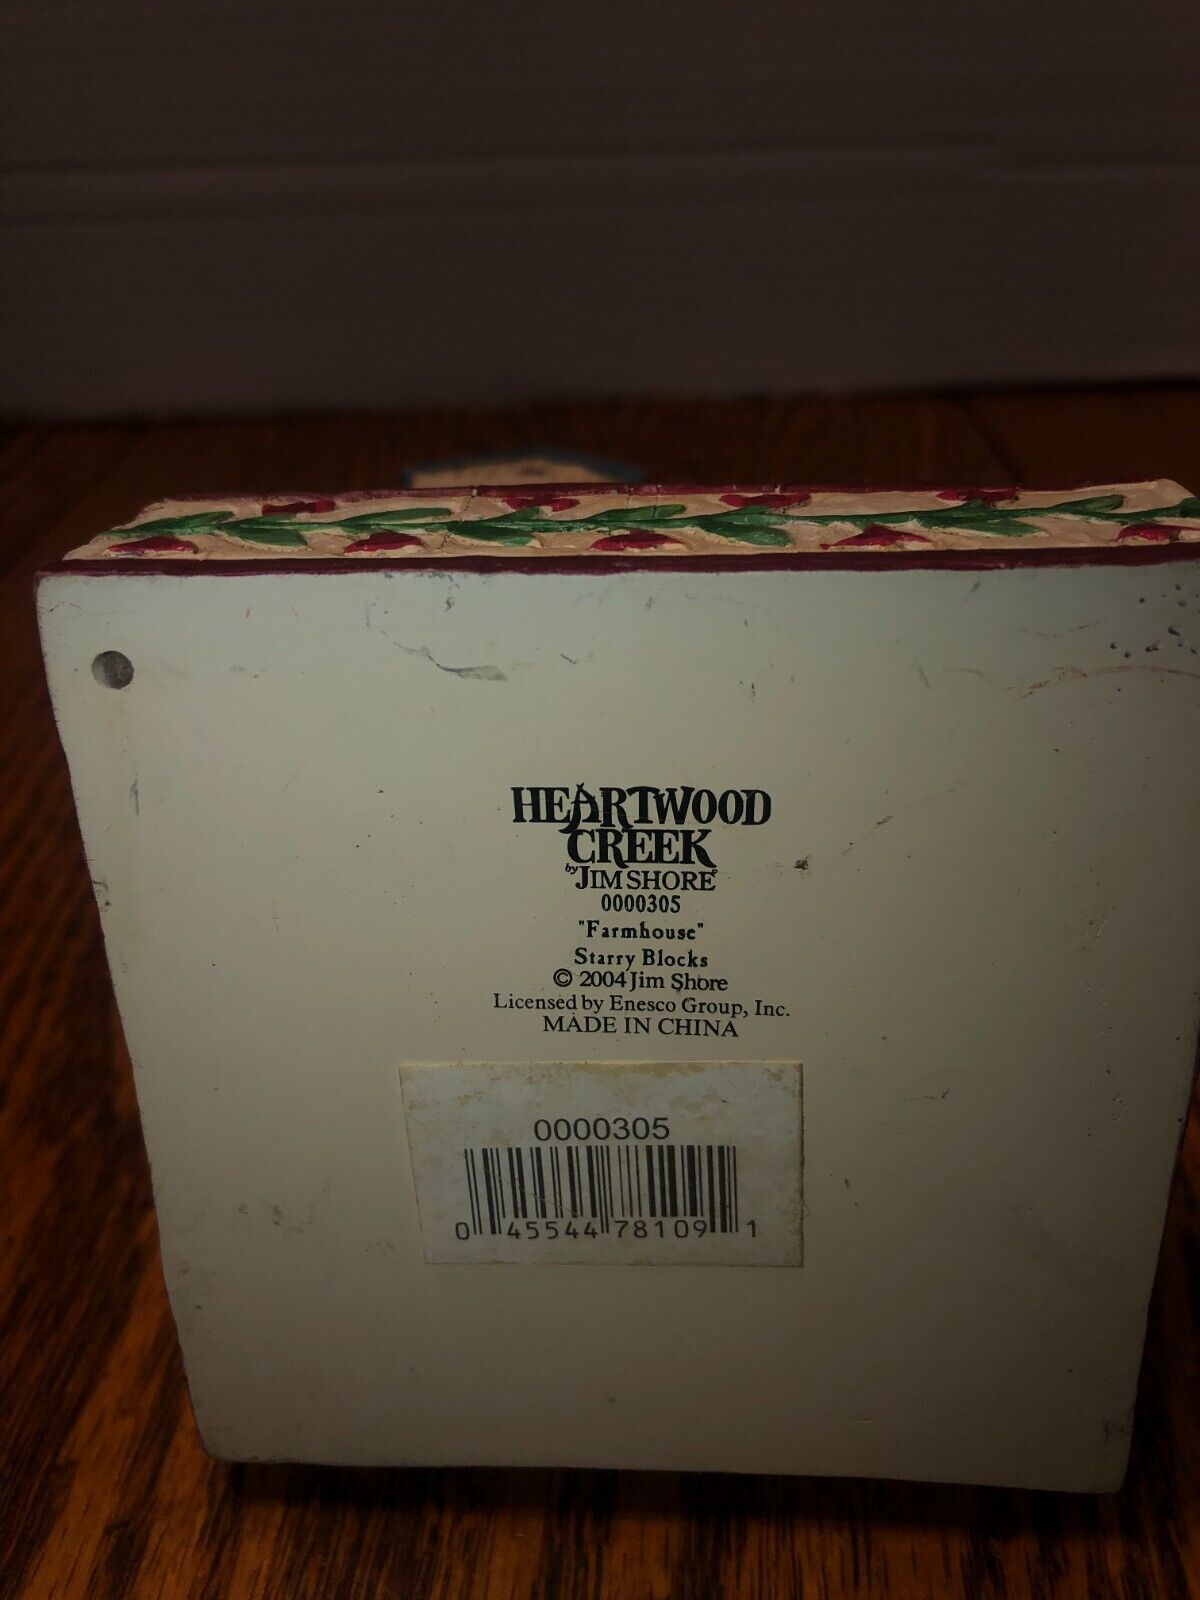 HEARTWOOD
CREEK
by JIM SHORE
0000305
"Farmhouse"
Starry Blocks
© 2004 Jim Shore
Licensed by Enesco Group, Inc.
MADE IN CHINA
0000305
0 45544 78109 1